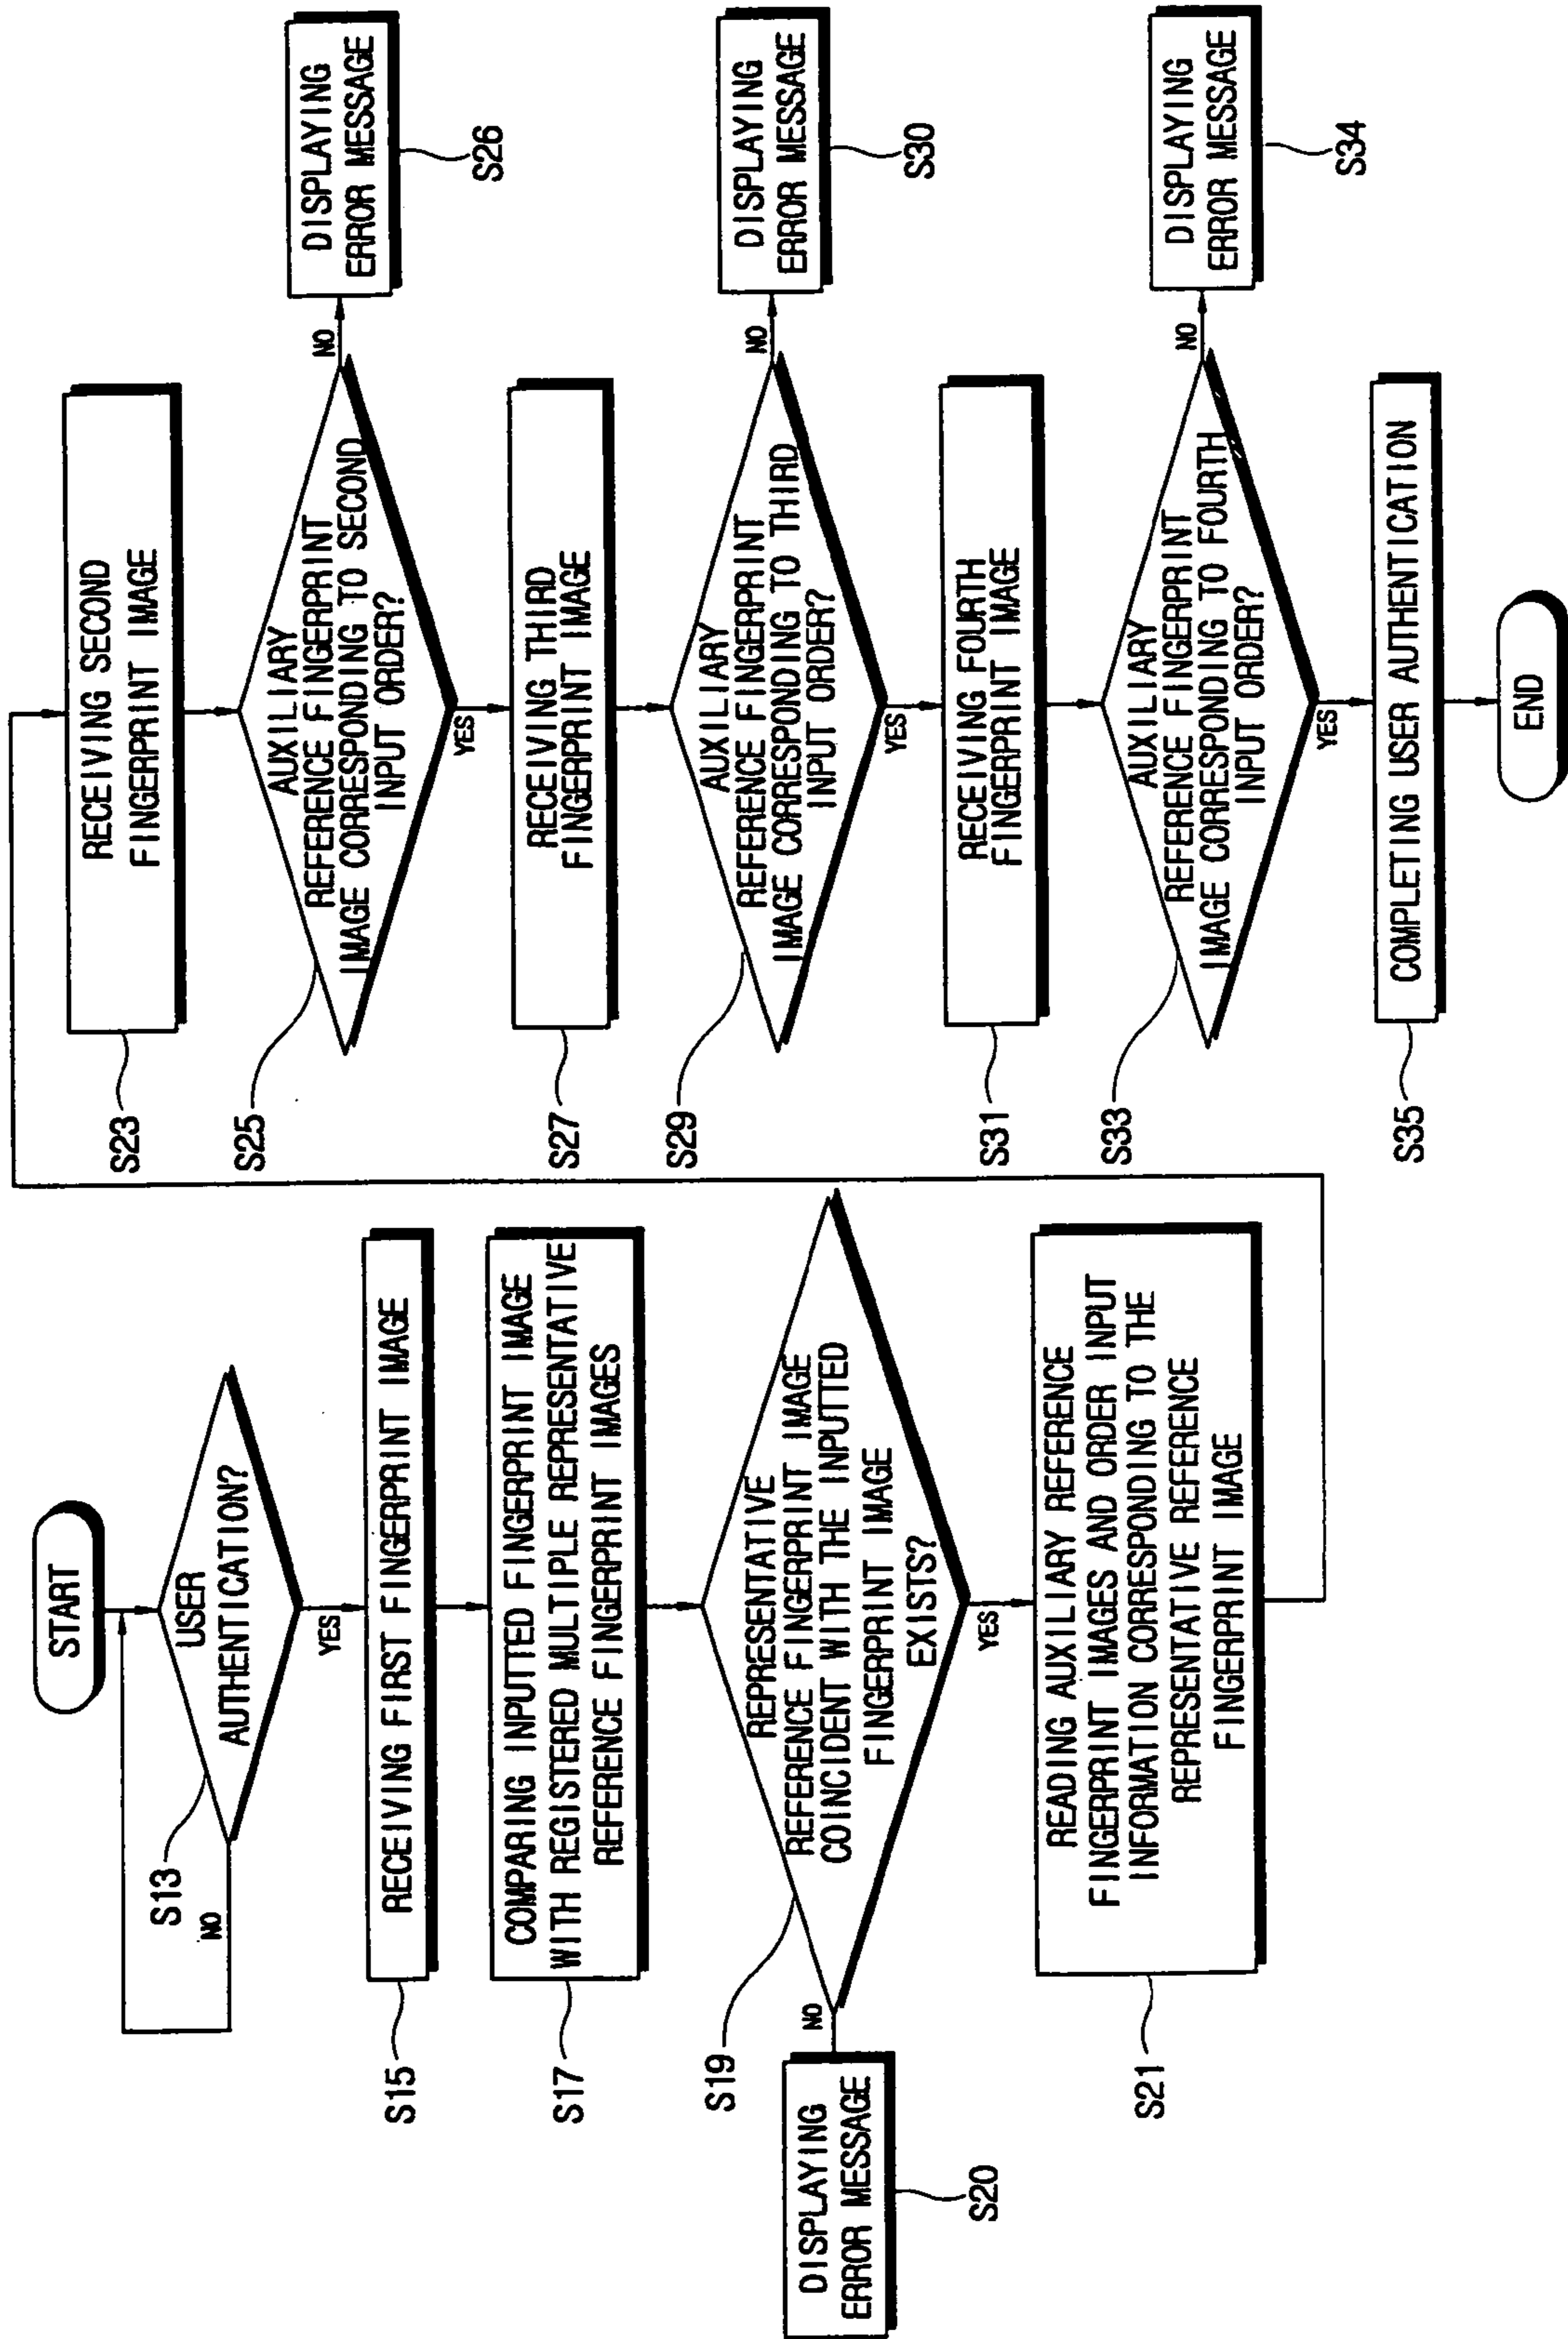 START
USER
AUTHENTICATION?
S13
NO
YES
RECEIVING FIRST FINGERPRINT IMAGE
S15
COMPARING INPUTTED FINGERPRINT IMAGE
WITH REGISTERED MULTIPLE REPRESENTATIVE
REFERENCE FINGERPRINT IMAGES
S17
REPRESENTATIVE
REFERENCE FINGERPRINT IMAGE
COINCIDENT WITH THE INPUTTED
FINGERPRINT IMAGE
EXISTS?
S19
NO
DISPLAYING
ERROR MESSAGE
S20
YES
READING AUXILIARY REFERENCE
FINGERPRINT IMAGES AND ORDER INPUT
INFORMATION CORRESPONDING TO THE
REPRESENTATIVE REFERENCE
FINGERPRINT IMAGE
S21
RECEIVING SECOND
FINGERPRINT IMAGE
S23
AUXILIARY
REFERENCE FINGERPRINT
IMAGE CORRESPONDING TO SECOND
INPUT ORDER?
S25
NO
DISPLAYING
ERROR MESSAGE
S26
YES
RECEIVING THIRD
FINGERPRINT IMAGE
S27
AUXILIARY
REFERENCE FINGERPRINT
IMAGE CORRESPONDING TO THIRD
INPUT ORDER?
S29
NO
DISPLAYING
ERROR MESSAGE
S30
YES
RECEIVING FOURTH
FINGERPRINT IMAGE
S31
AUXILIARY
REFERENCE FINGERPRINT
IMAGE CORRESPONDING TO FOURTH
INPUT ORDER?
S33
NO
DISPLAYING
ERROR MESSAGE
S34
YES
COMPLETING USER AUTHENTICATION
S35
END